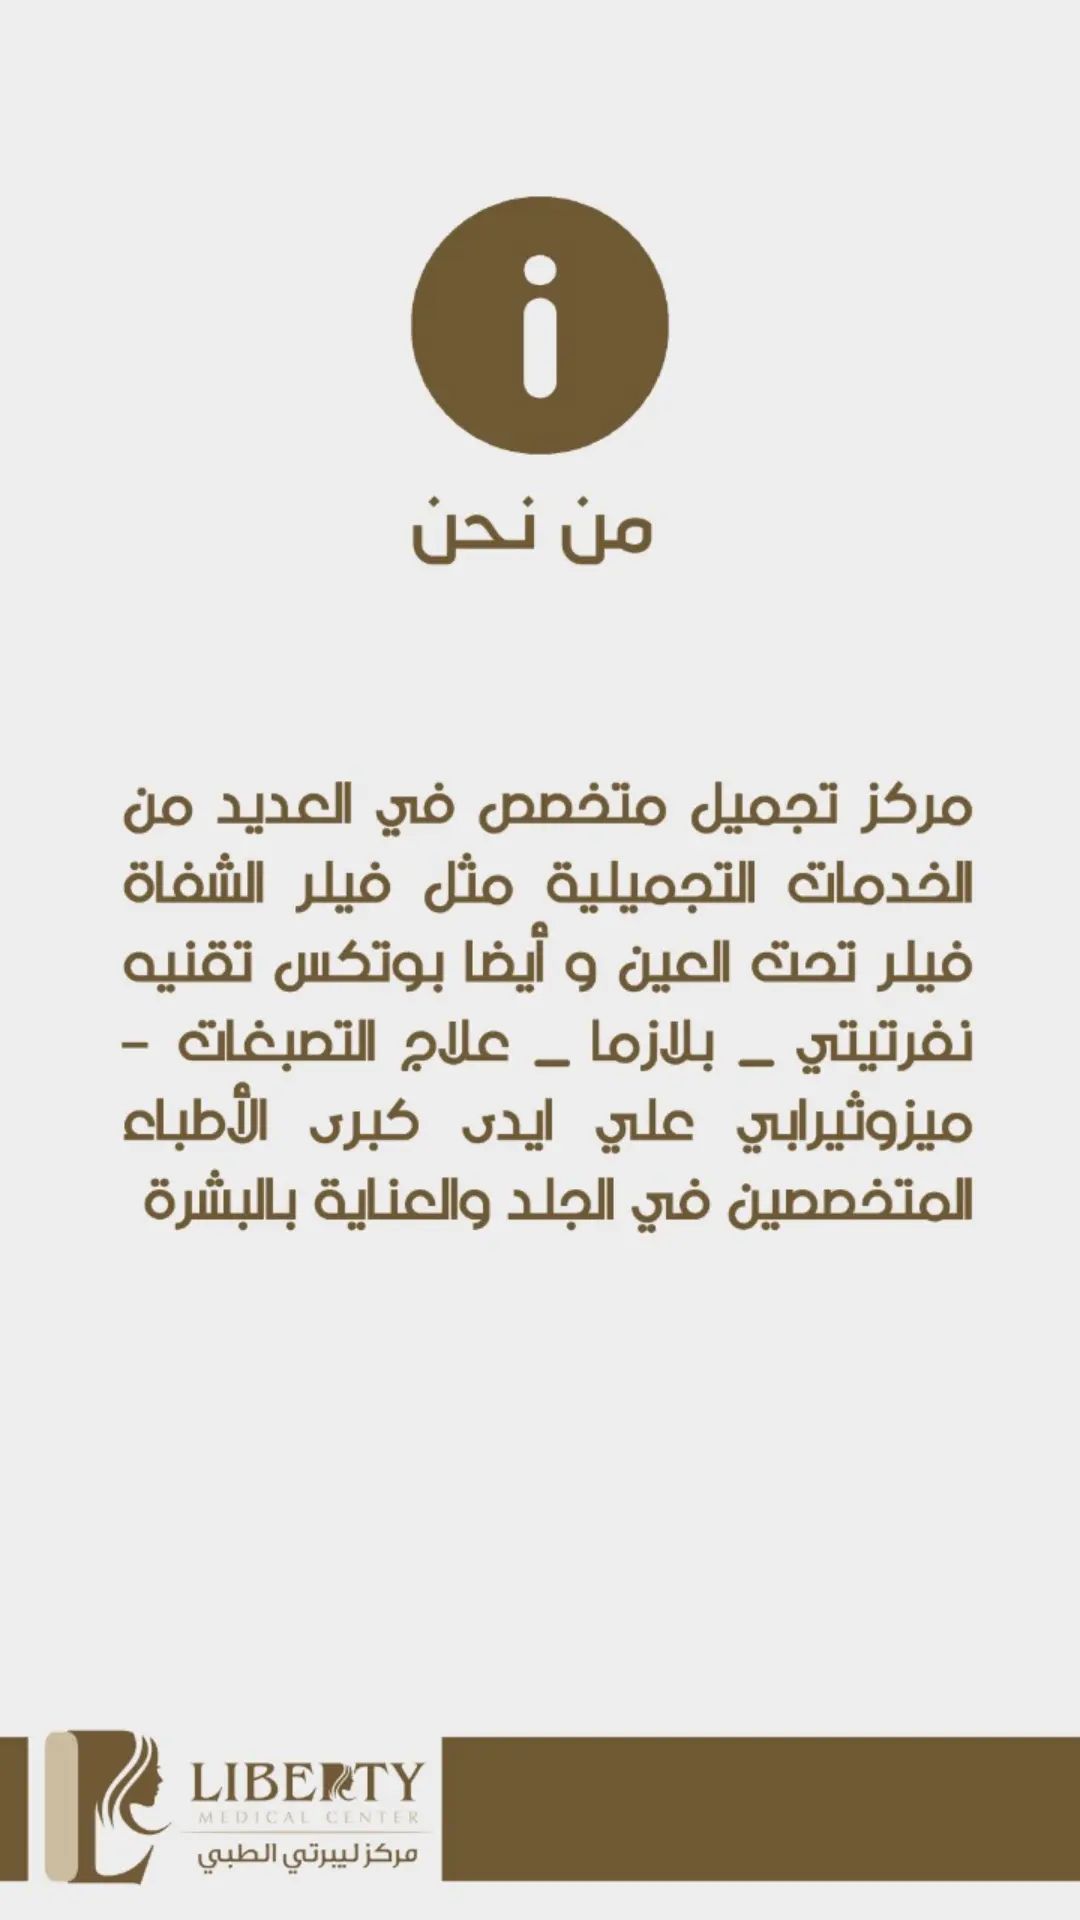 من نحن
مركز تجميل متخصص في العديد من
الخدمات التجميلية مثل فيلر الشفاة
فيلر تحت العين و أيضا بوتكس تقنيه
نفرتيتي _ بلازما _ علاج التصبغات -
ميزوثيرابي علي ايدى كبرى الأطباء
المتخصصين في الجلد والعناية بالبشرة
LIBERTY
MEDICAL CENTER
مركز ليبرتي الطبي